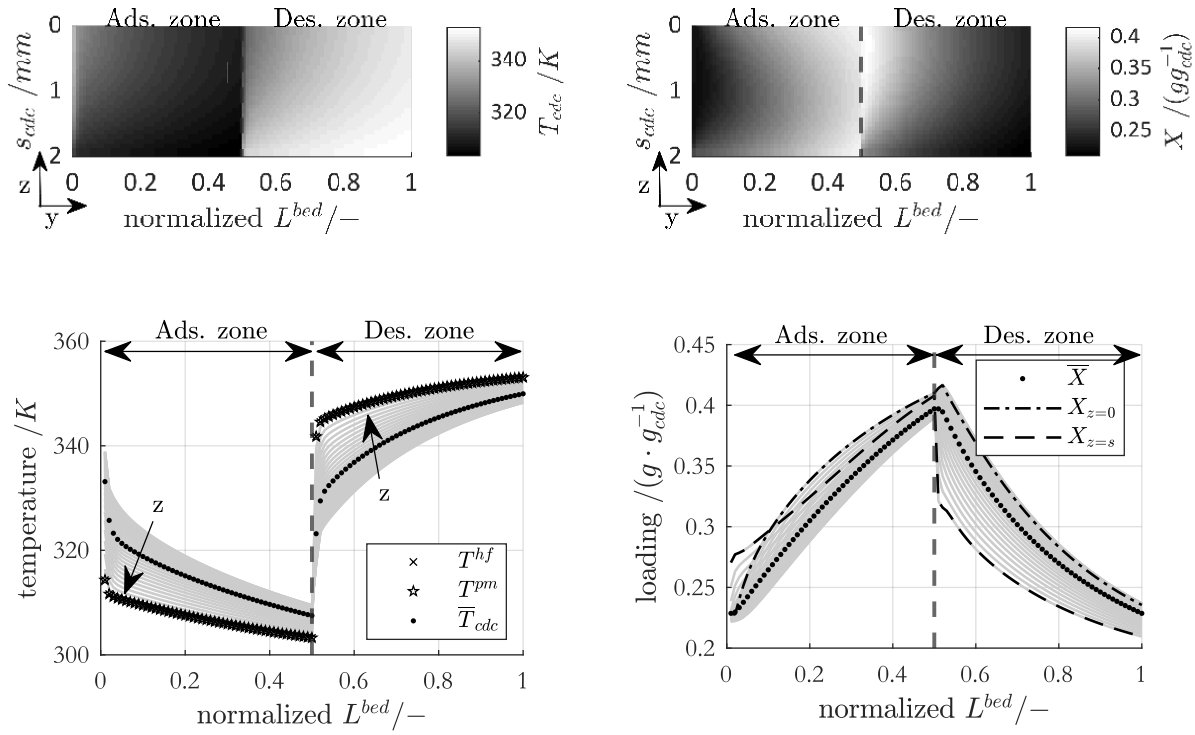 Ads. zone Des. zone
0
1
2
s_cdc /mm
z
y
0 0.2 0.4 0.6 0.8 1
normalized L^bed/−
340
320
T_cdc /K
Ads. zone Des. zone
0
1
2
s_cdc /mm
z
y
0 0.2 0.4 0.6 0.8 1
normalized L^bed/−
0.4
0.35
0.3
0.25
X /(gg_cdc^−1)
Ads. zone Des. zone
360
340
320
300
temperature /K
z
z
T^hf
T^pm
T̅_cdc
0 0.2 0.4 0.6 0.8 1
normalized L^bed/−
Ads. zone Des. zone
0.45
0.4
0.35
0.3
0.25
0.2
loading /(g · g_cdc^−1)
X̅
X_z=0
X_z=s
0 0.2 0.4 0.6 0.8 1
normalized L^bed/−